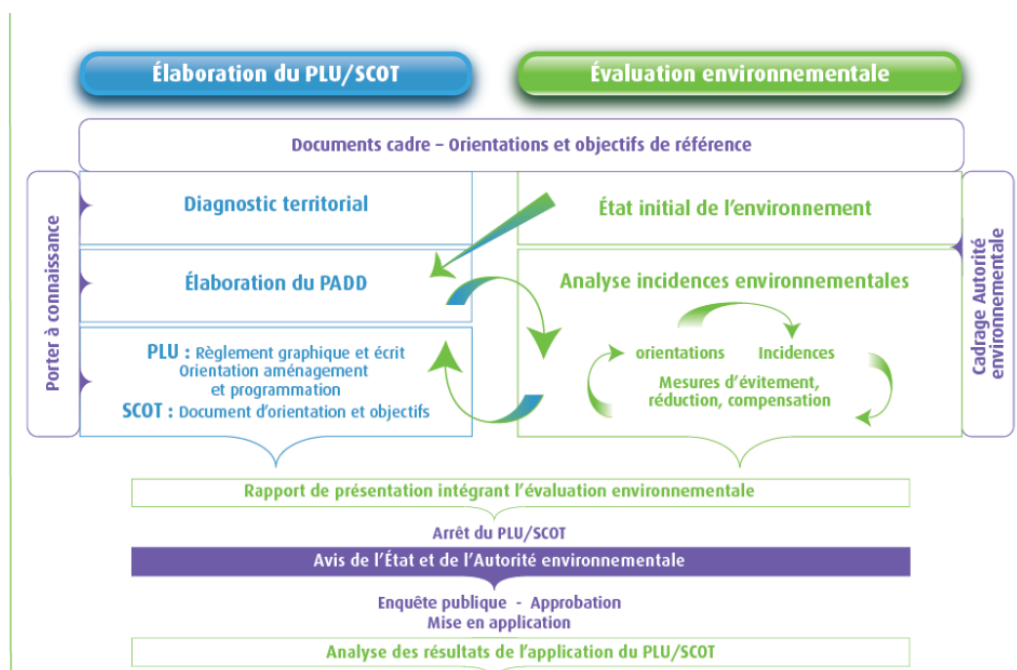 Élaboration du PLU/SCOT
Évaluation environnementale
Documents cadre – Orientations et objectifs de référence
Porter à connaissance
Diagnostic territorial
État initial de l'environnement
Cadrage Autorité
environnementale
Élaboration du PADD
Analyse incidences environnementales
PLU : Règlement graphique et écrit
Orientation aménagement
et programmation
SCOT : Document d'orientation et objectifs
orientations
Incidences
Mesures d'évitement,
réduction, compensation
Rapport de présentation intégrant l'évaluation environnementale
Arrêt du PLU/SCOT
Avis de l'État et de l'Autorité environnementale
Enquête publique - Approbation
Mise en application
Analyse des résultats de l'application du PLU/SCOT